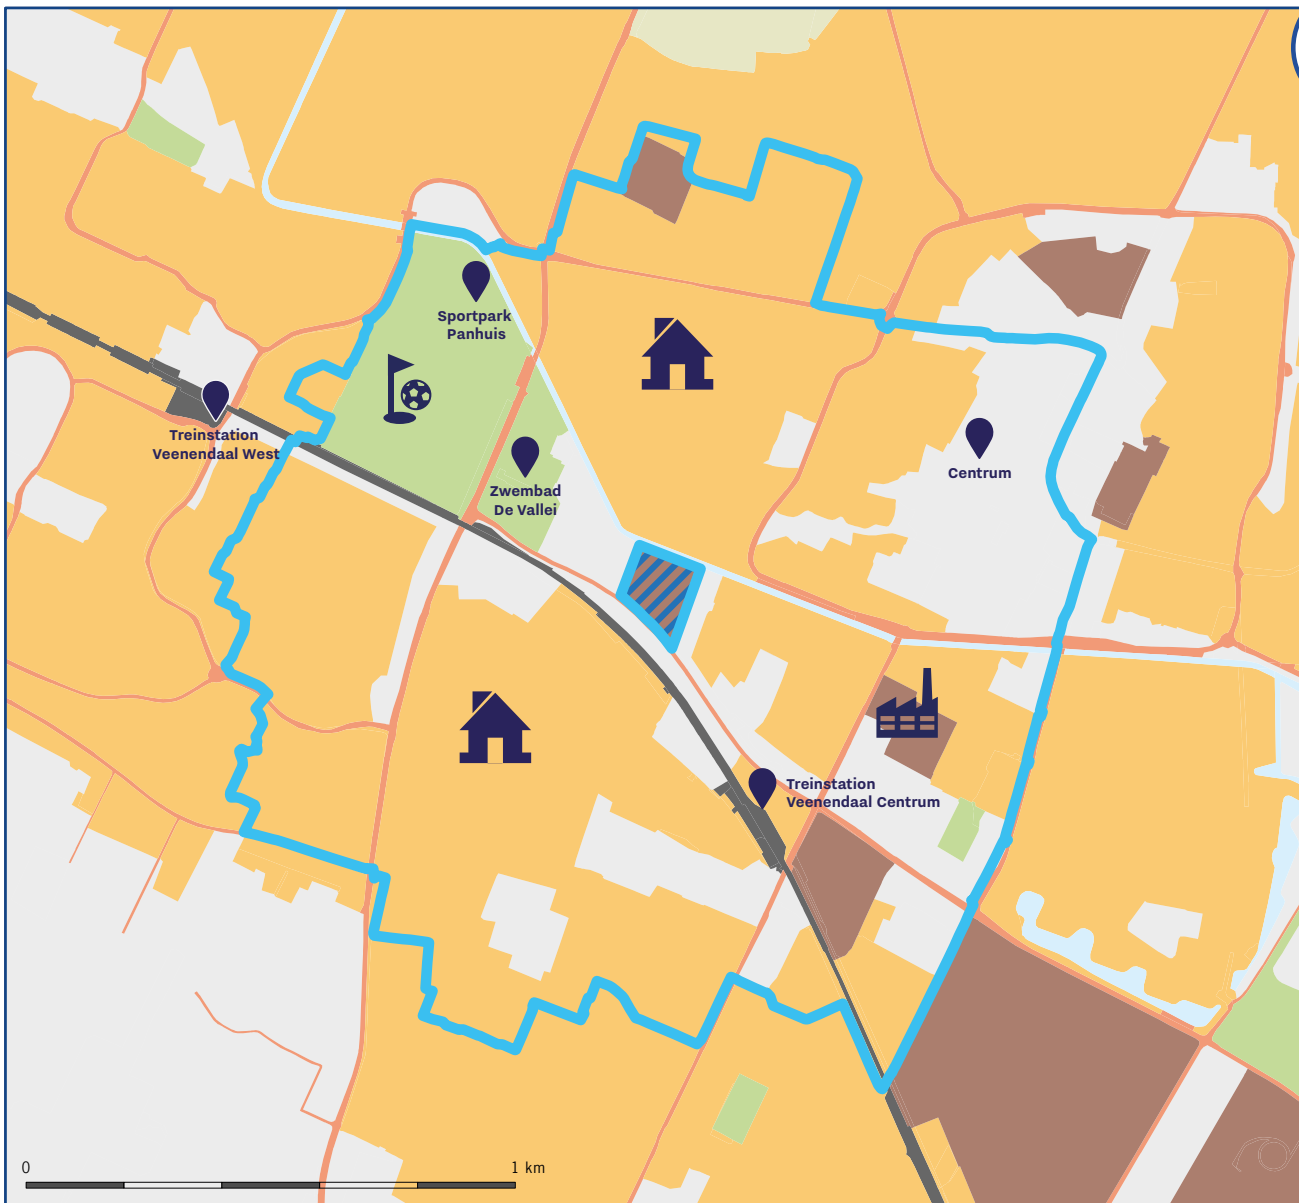 Sportpark
Panhuis
Treinstation
Veenendaal West
Centrum
Zwembad
De Vallei
Treinstation
Veenendaal Centrum
0
1 km